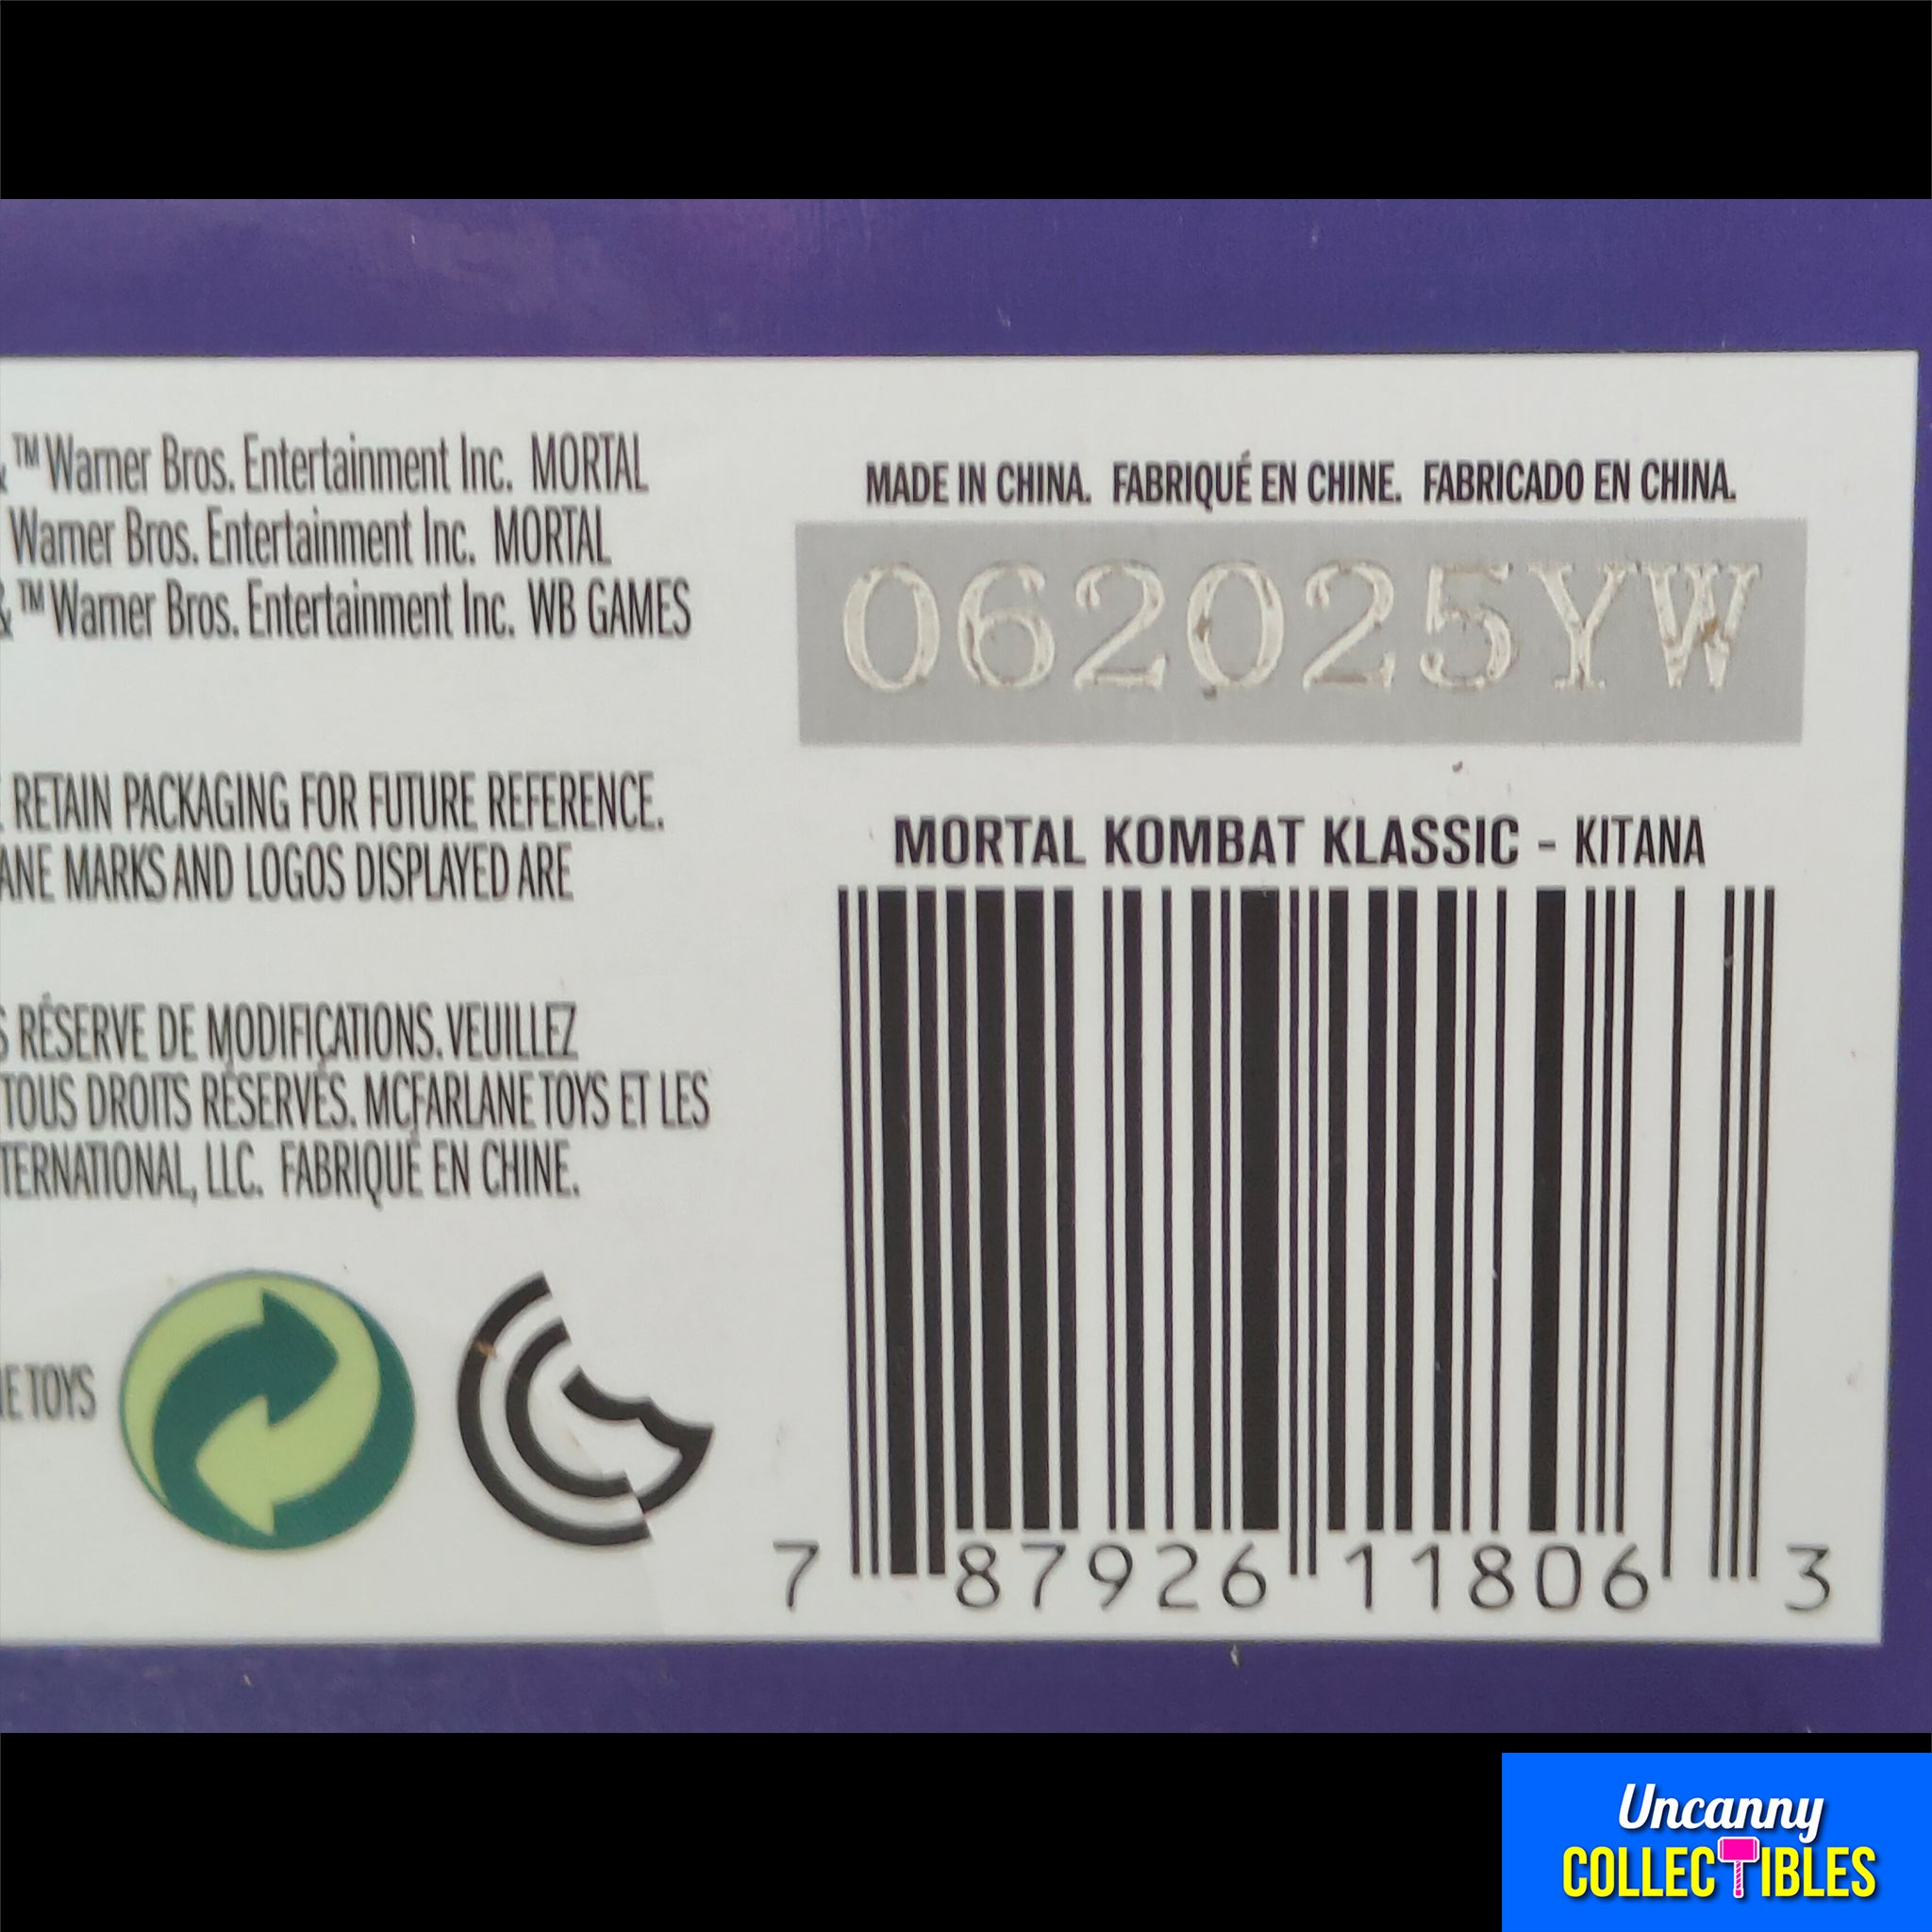 & ™ Warner Bros. Entertainment Inc. MORTAL
Warner Bros. Entertainment Inc. MORTAL
& ™ Warner Bros. Entertainment Inc. WB GAMES
RETAIN PACKAGING FOR FUTURE REFERENCE.
ANE MARKS AND LOGOS DISPLAYED ARE
S RÉSERVE DE MODIFICATIONS. VEUILLEZ
TOUS DROITS RÉSERVÉS. MCFARLANE TOYS ET LES
TERNATIONAL, LLC. FABRIQUÉ EN CHINE.
E TOYS
MADE IN CHINA. FABRIQUÉ EN CHINE. FABRICADO EN CHINA.
062025YW
MORTAL KOMBAT KLASSIC - KITANA
7 87926 11806 3
Uncanny
COLLECTIBLES